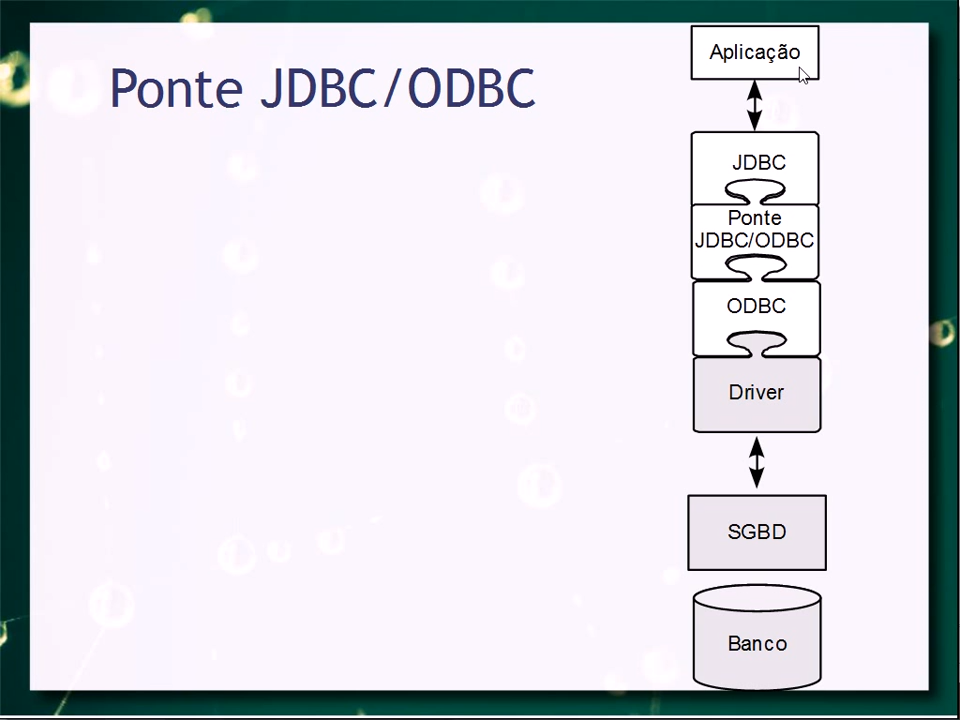 Ponte JDBC/ODBC
Aplicação
JDBC
Ponte
JDBC/ODBC
ODBC
Driver
SGBD
Banco